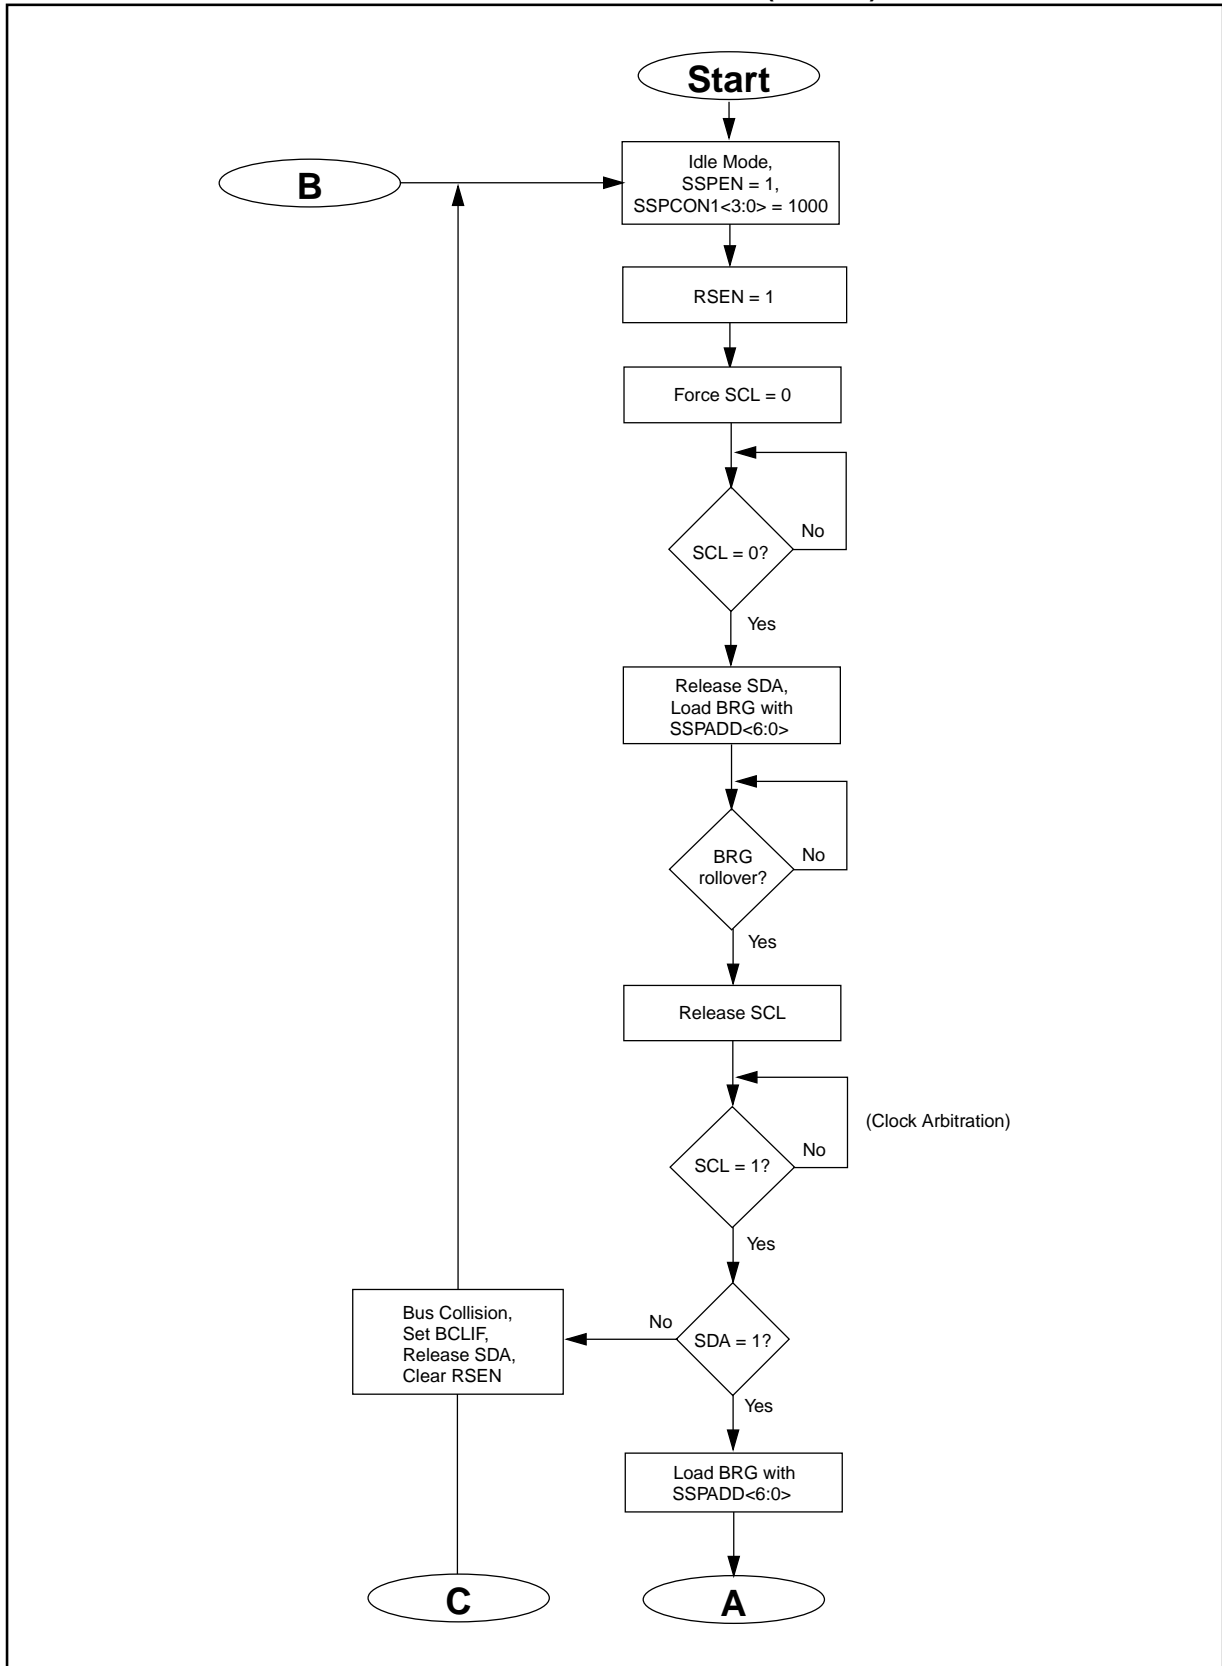 Start
Idle Mode,
SSPEN = 1,
SSPCON1<3:0> = 1000
B
RSEN = 1
Force SCL = 0
SCL = 0?
No
Yes
Release SDA,
Load BRG with
SSPADD<6:0>
BRG
rollover?
No
Yes
Release SCL
(Clock Arbitration)
SCL = 1?
No
Yes
Bus Collision,
Set BCLIF,
Release SDA,
Clear RSEN
No
SDA = 1?
Yes
Load BRG with
SSPADD<6:0>
C
A